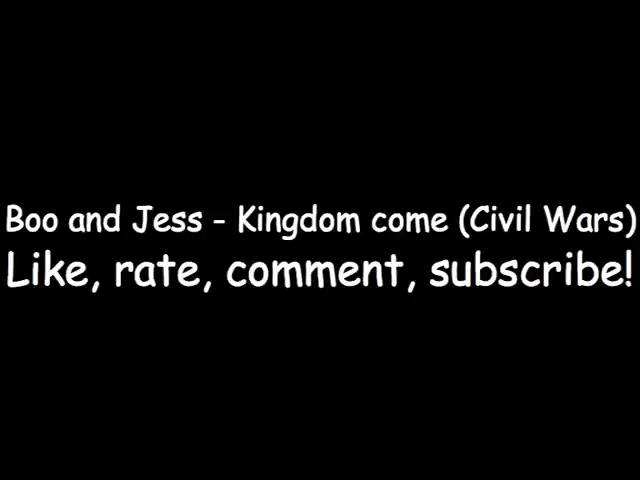 Boo and Jess - Kingdom come (Civil Wars)
Like, rate, comment, subscribe!